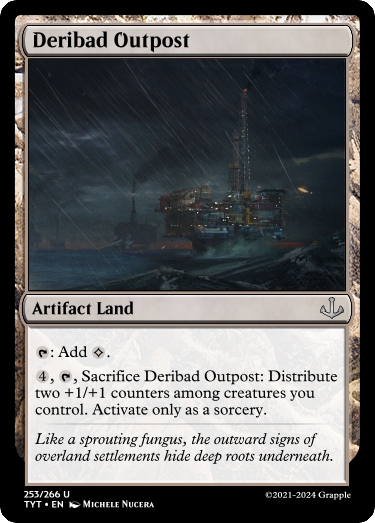 Deribad Outpost
Artifact Land
: Add .
4, , Sacrifice Deribad Outpost: Distribute
two +1/+1 counters among creatures you
control. Activate only as a sorcery.
Like a sprouting fungus, the outward signs of
overland settlements hide deep roots underneath.
253/266 U
TYT • EN Michele Nucera
©2021-2024 Grapple